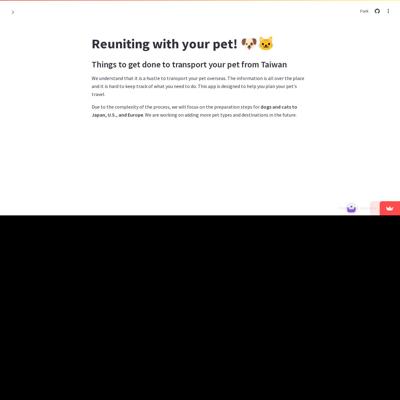 Fork
Reuniting with your pet! 🐶🐱
Things to get done to transport your pet from Taiwan
We understand that it is a hustle to transport your pet overseas. The information is all over the place
and it is hard to keep track of what you need to do. This app is designed to help you plan your pet's
travel.
Due to the complexity of the process, we will focus on the preparation steps for dogs and cats to
Japan, U.S., and Europe. We are working on adding more pet types and destinations in the future.